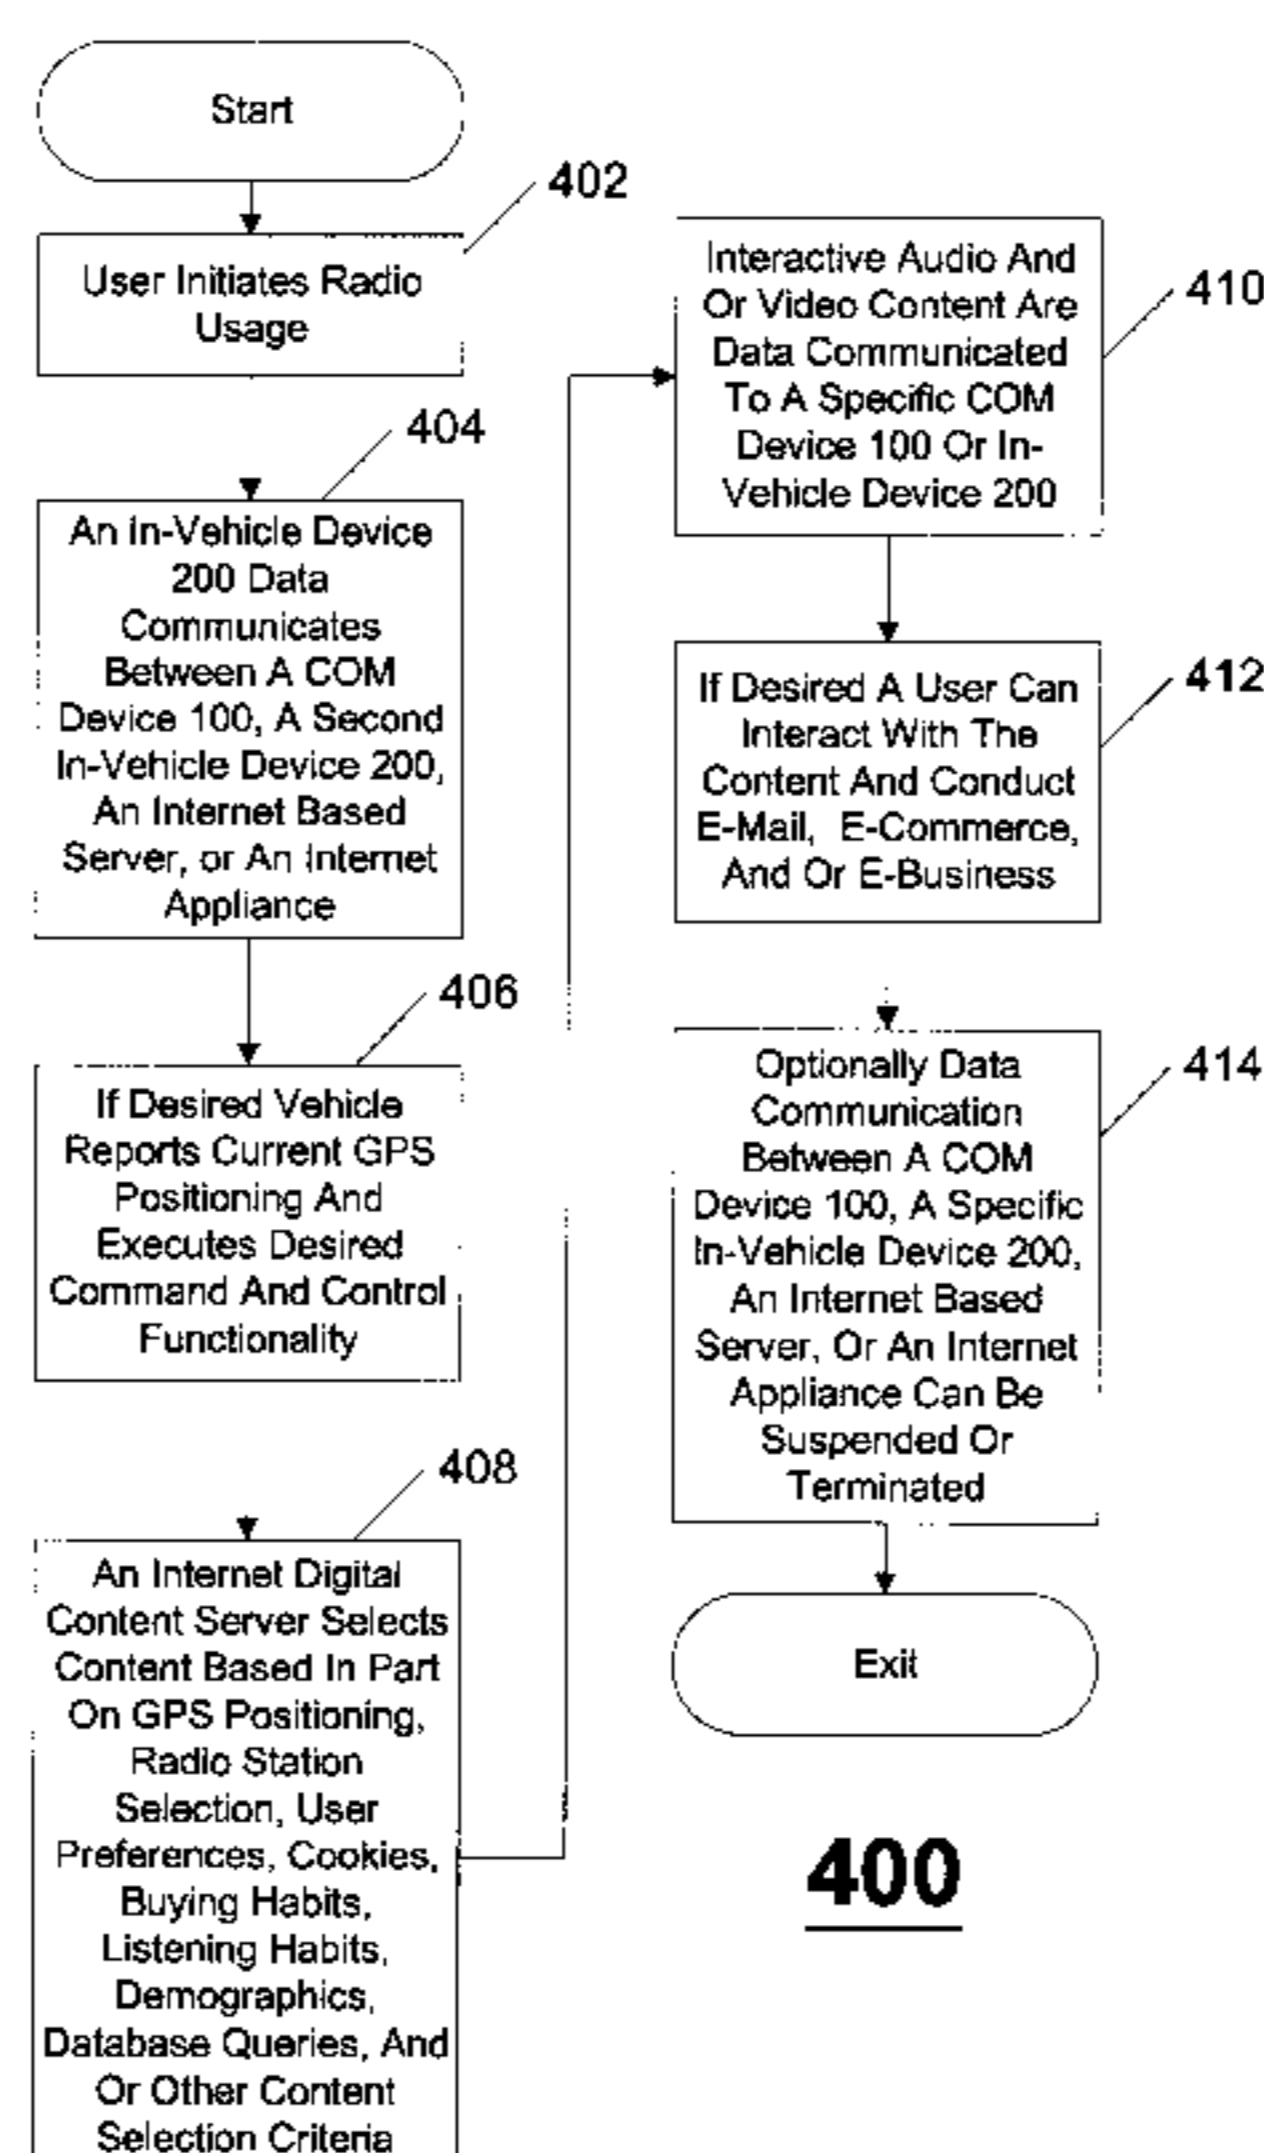 Start
402
User Initiates Radio
Usage
404
An In-Vehicle Device
200 Data
Communicates
Between A COM
Device 100, A Second
In-Vehicle Device 200,
An Internet Based
Server, or An Internet
Appliance
406
If Desired Vehicle
Reports Current GPS
Positioning And
Executes Desired
Command And Control
Functionality
408
An Internet Digital
Content Server Selects
Content Based In Part
On GPS Positioning,
Radio Station
Selection, User
Preferences, Cookies,
Buying Habits,
Listening Habits,
Demographics,
Database Queries, And
Or Other Content
Selection Criteria
410
Interactive Audio And
Or Video Content Are
Data Communicated
To A Specific COM
Device 100 Or In-
Vehicle Device 200
412
If Desired A User Can
Interact With The
Content And Conduct
E-Mail, E-Commerce,
And Or E-Business
414
Optionally Data
Communication
Between A COM
Device 100, A Specific
In-Vehicle Device 200,
An Internet Based
Server, Or An Internet
Appliance Can Be
Suspended Or
Terminated
Exit
400